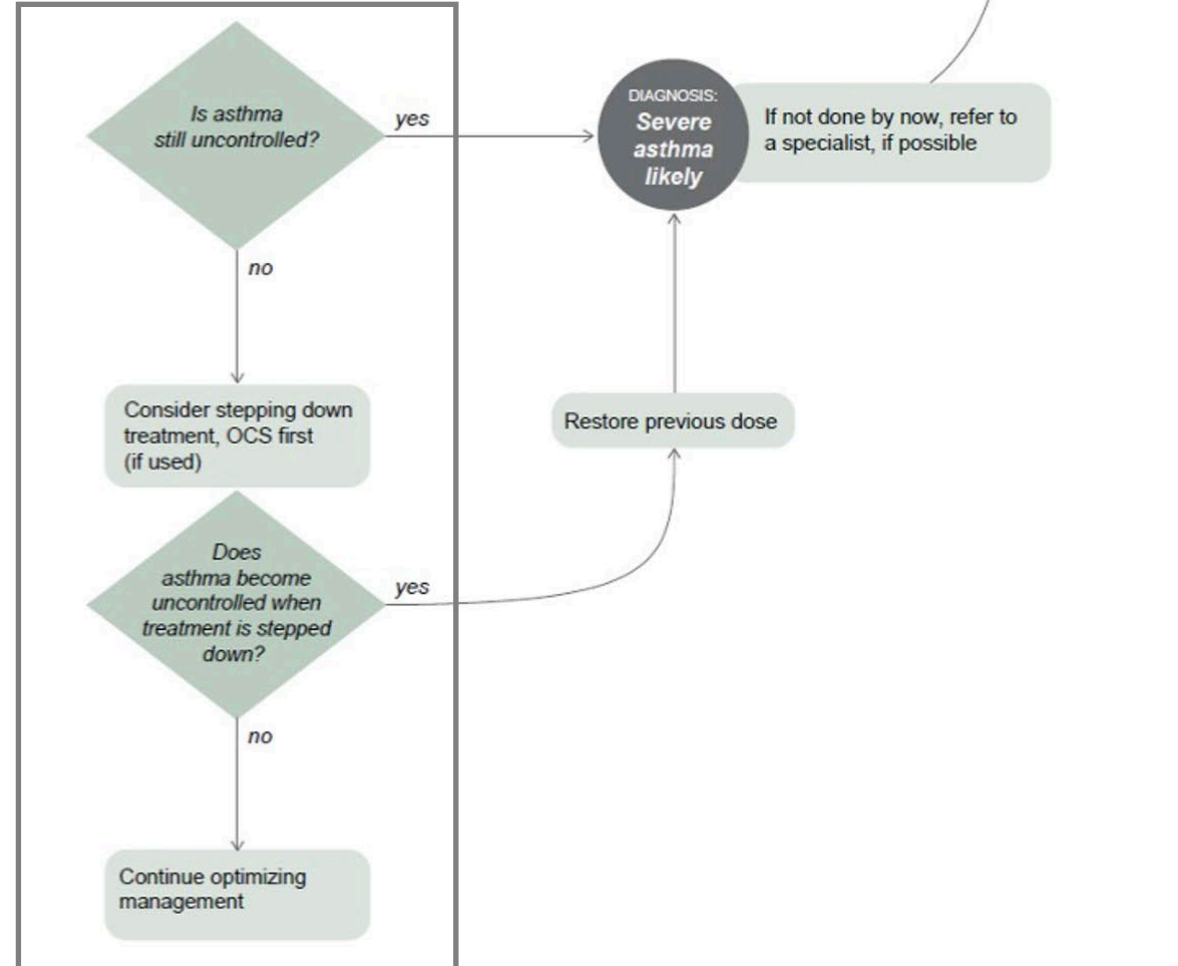 Is asthma
still uncontrolled?
yes
DIAGNOSIS:
Severe
asthma
likely
If not done by now, refer to
a specialist, if possible
no
Consider stepping down
treatment, OCS first
(if used)
Restore previous dose
Does
asthma become
uncontrolled when
treatment is stepped
down?
yes
no
Continue optimizing
management